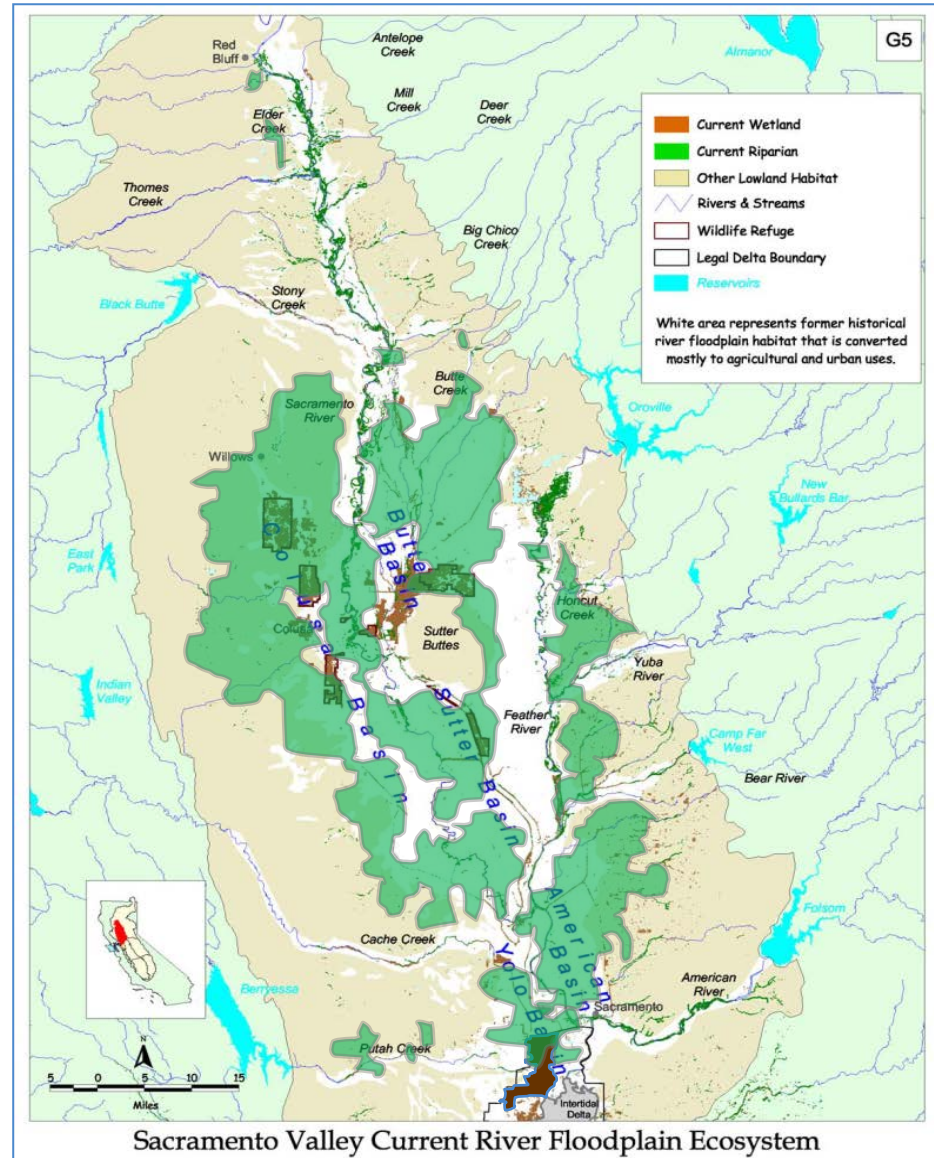 G5
Red
Bluff
Antelope
Creek
Almanor
Mill
Creek
Deer
Creek
Elder
Creek
Thomes
Creek
Big Chico
Creek
Current Wetland
Current Riparian
Other Lowland Habitat
Rivers & Streams
Wildlife Refuge
Legal Delta Boundary
Reservoirs
White area represents former historical
river floodplain habitat that is converted
mostly to agricultural and urban uses.
Black Butte
Stony
Creek
Butte
Creek
Sacramento
River
Oroville
Willows
New
Bullards Bar
East
Park
Butte
Basin
Colusa Basin
Colusa
Honcut
Creek
Sutter
Buttes
Yuba
River
Indian
Valley
Sutter Basin
Feather
River
Camp Far
West
Bear River
American
Basin
Folsom
Cache Creek
Yolo Basin
American
River
Sacramento
Berryessa
Putah Creek
N
5 0 5 10 15
Miles
Intertidal
Delta
Sacramento Valley Current River Floodplain Ecosystem